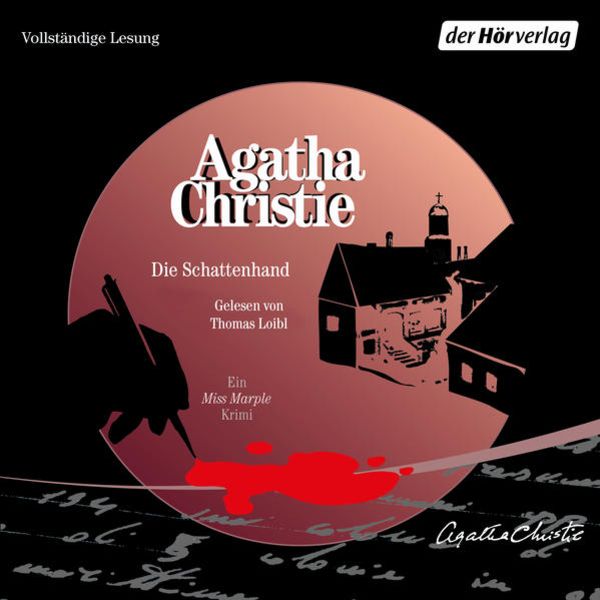 Vollständige Lesung
der Hörverlag
Agatha
Christie
Die Schattenhand
Gelesen von
Thomas Loibl
Ein
Miss Marple
Krimi
Agatha Christie